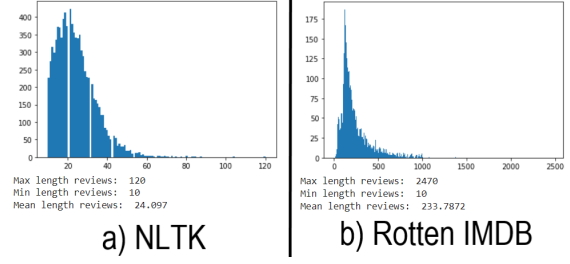 400
350
300
250
200
150
100
50
0
20 40 60 80 100 120
Max length reviews: 120
Min length reviews: 10
Mean length reviews: 24.097
a) NLTK
175
150
125
100
75
50
25
0
0 500 1000 1500 2000 2500
Max length reviews: 2470
Min length reviews: 10
Mean length reviews: 233.7872
b) Rotten IMDB